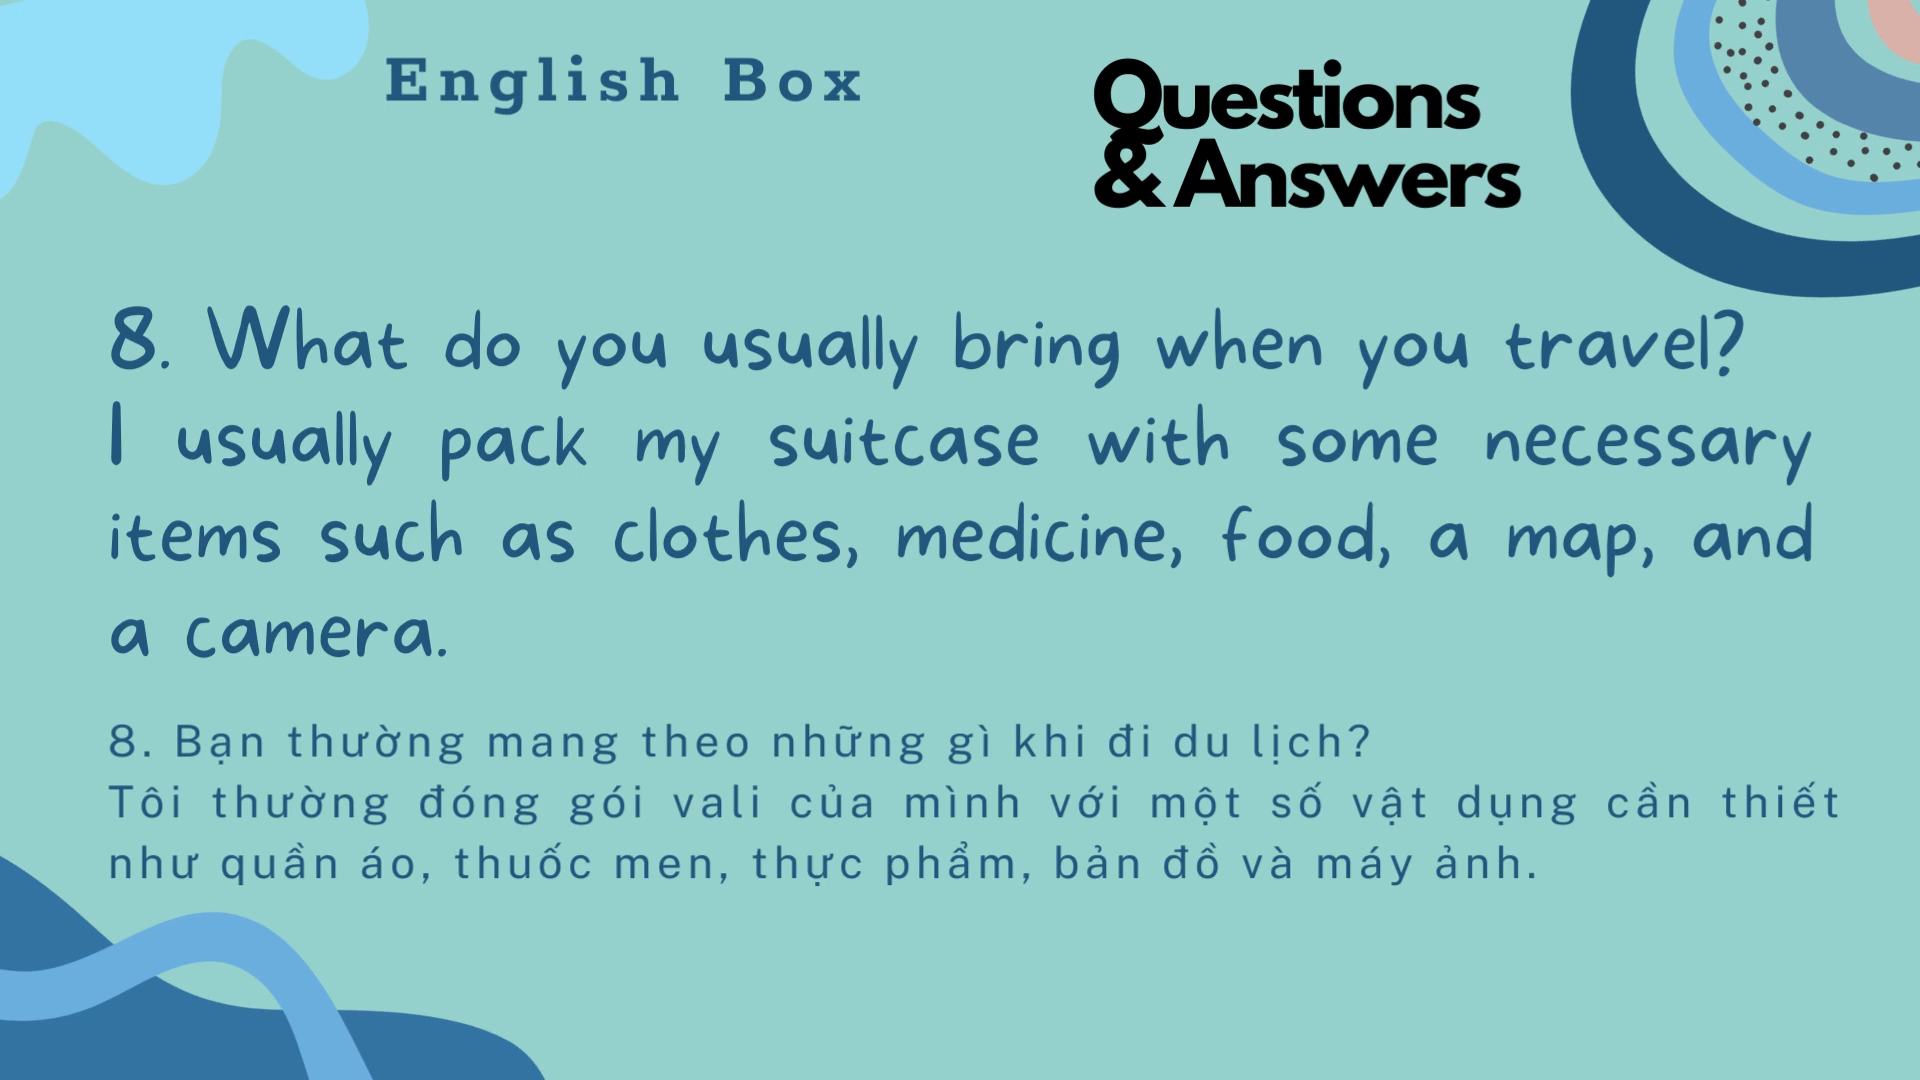 English Box
Questions
& Answers
8. What do you usually bring when you travel?
I usually pack my suitcase with some necessary
items such as clothes, medicine, food, a map, and
a camera.
8. Bạn thường mang theo những gì khi đi du lịch?
Tôi thường đóng gói vali của mình với một số vật dụng cần thiết
như quần áo, thuốc men, thực phẩm, bản đồ và máy ảnh.